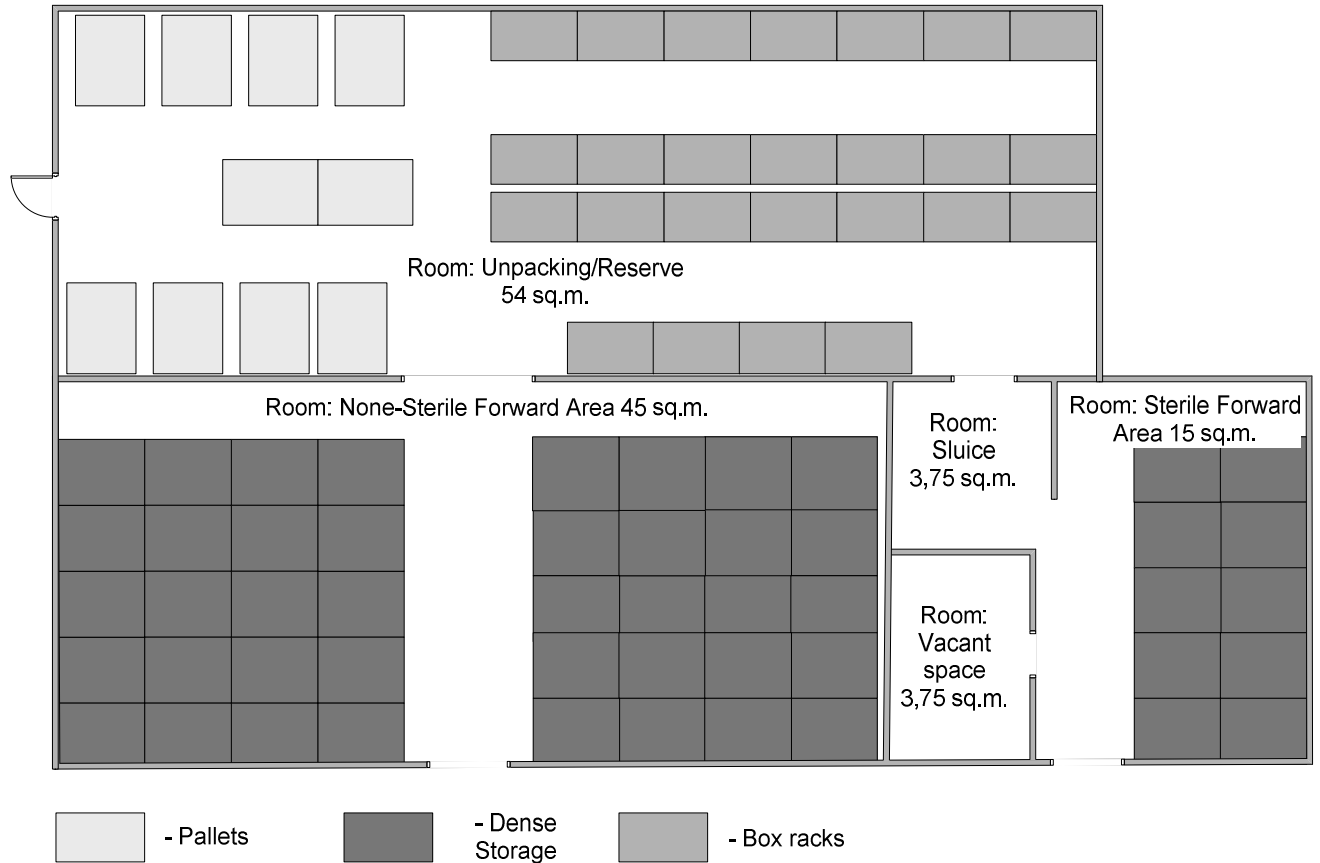 Room: Unpacking/Reserve
54 sq.m.
Room: None-Sterile Forward Area 45 sq.m.
Room: Sterile Forward
Area 15 sq.m.
Room:
Sluice
3,75 sq.m.
Room:
Vacant
space
3,75 sq.m.
- Pallets
- Dense
Storage
- Box racks